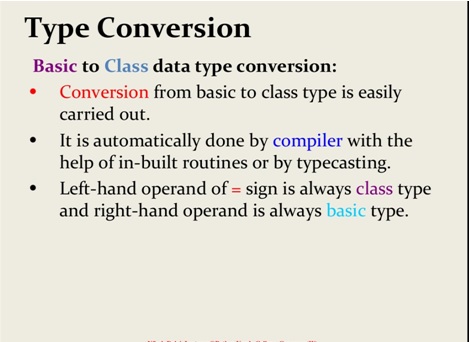 Type Conversion
Basic to Class data type conversion:
• Conversion from basic to class type is easily
carried out.
• It is automatically done by compiler with the
help of in-built routines or by typecasting.
• Left-hand operand of = sign is always class type
and right-hand operand is always basic type.